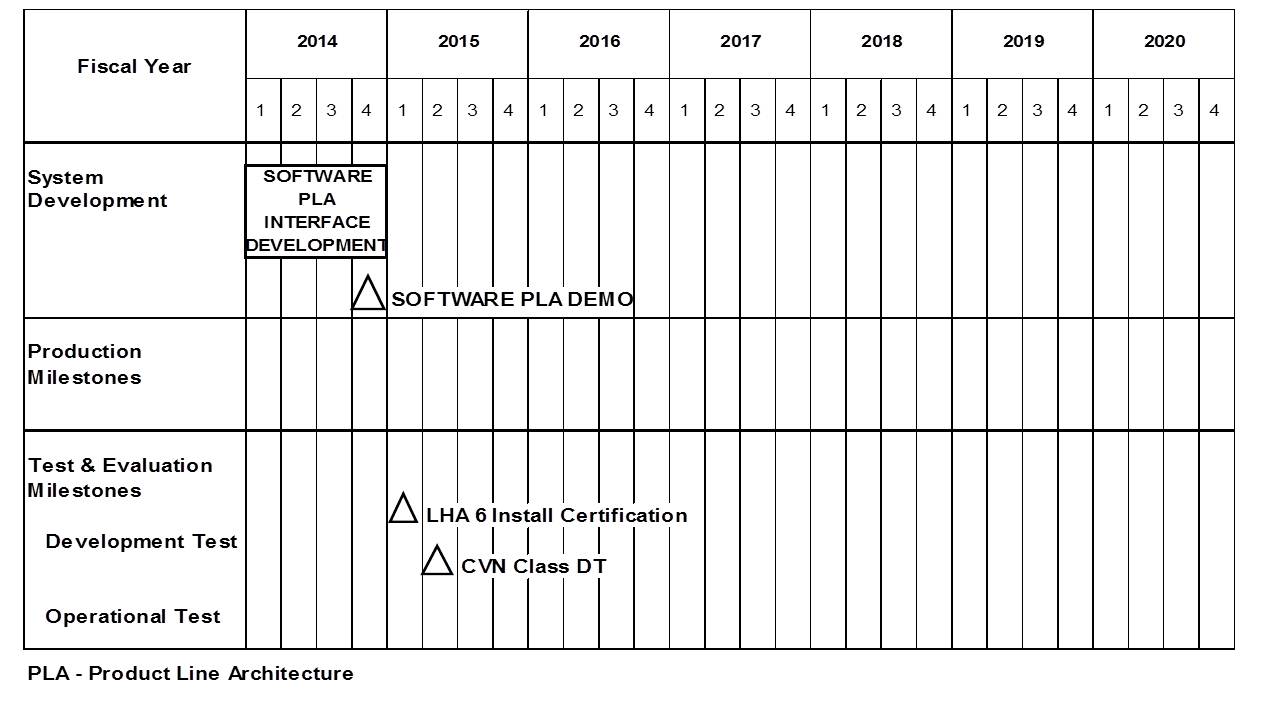 Fiscal Year
2014 2015 2016 2017 2018 2019 2020
1 2 3 4 1 2 3 4 1 2 3 4 1 2 3 4 1 2 3 4 1 2 3 4 1 2 3 4
System
Development
SOFTWARE
PLA
INTERFACE
DEVELOPMENT
SOFTWARE PLA DEMO
Production
Milestones
Test & Evaluation
Milestones
LHA 6 Install Certification
Development Test
CVN Class DT
Operational Test
PLA - Product Line Architecture